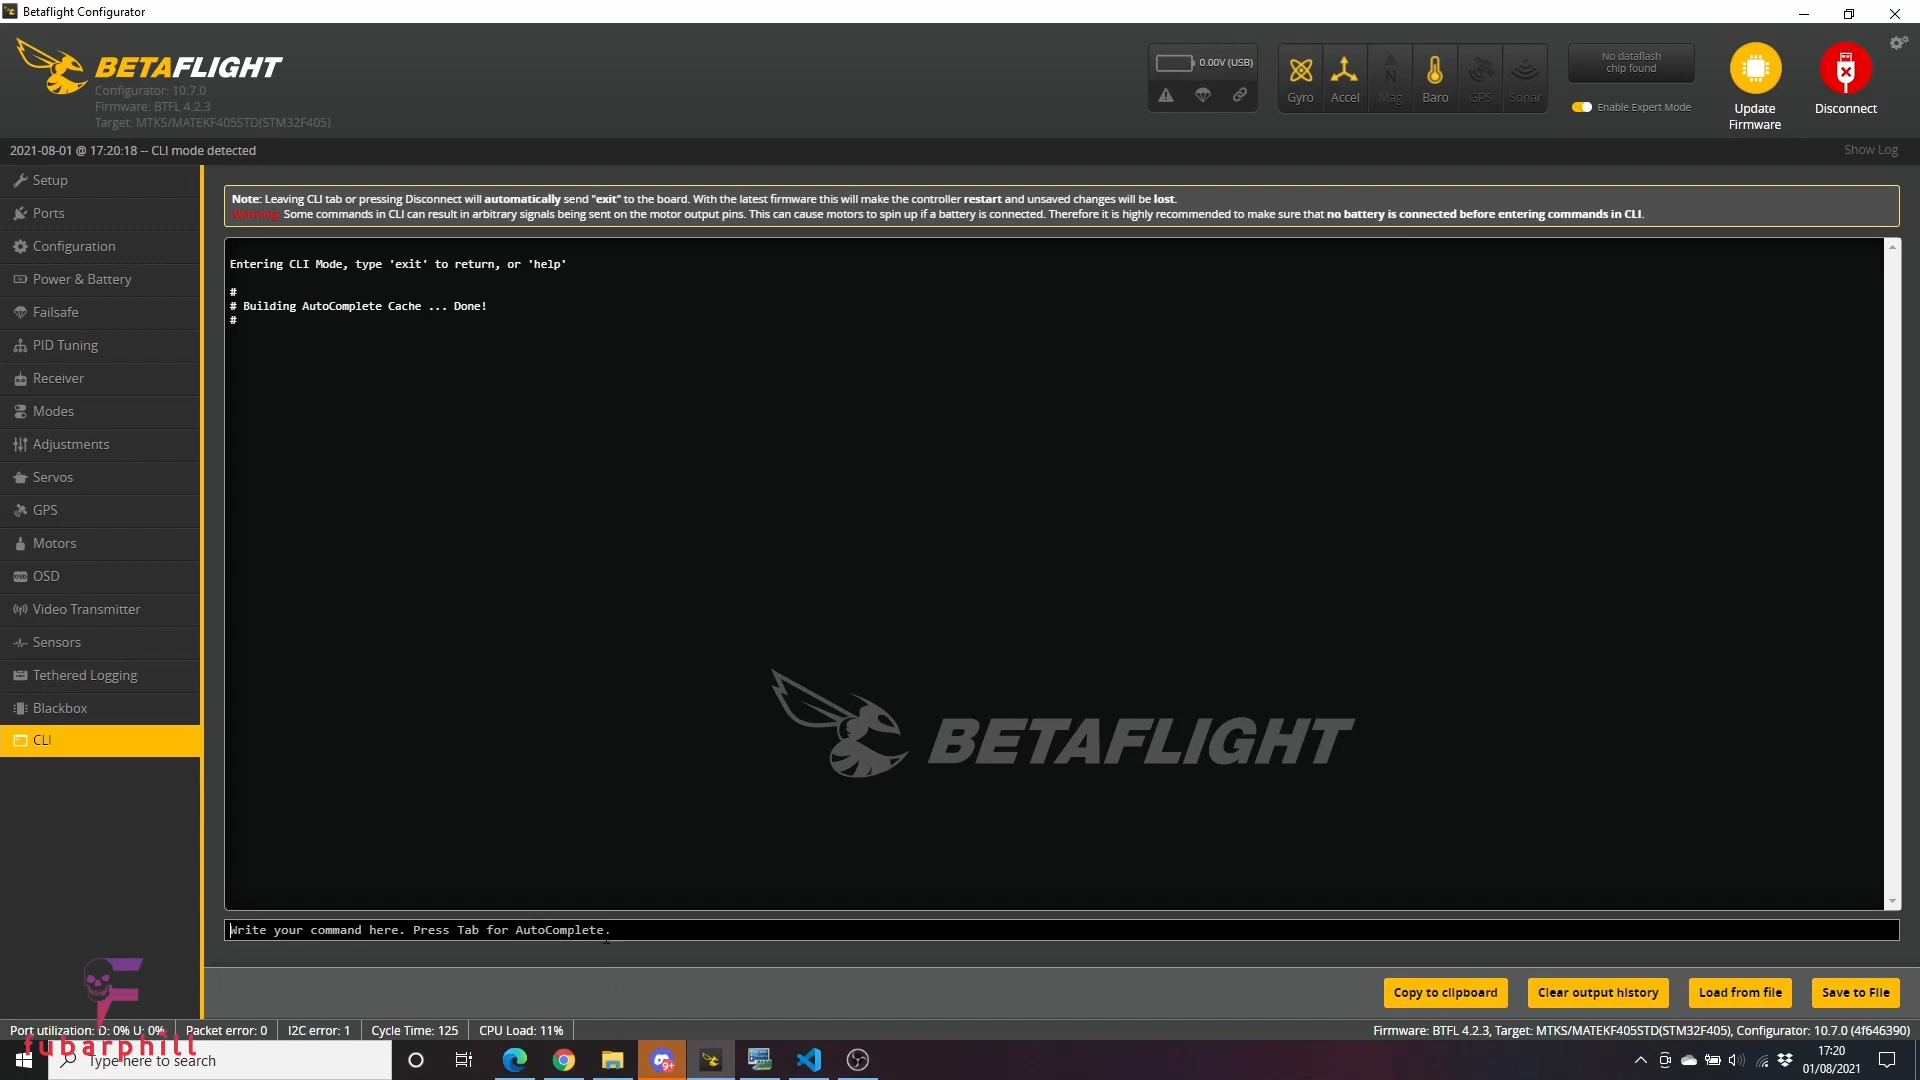 Betaflight Configurator
BETAFLIGHT
Configurator: 10.7.0
Firmware: BTFL 4.2.3
Target: MTKS/MATEKF405STD(STM32F405)
0.00V (USB)
Gyro
Accel
Mag
Baro
GPS
Sonar
No dataflash
chip found
Enable Expert Mode
Update
Firmware
Disconnect
2021-08-01 @ 17:20:18 -- CLI mode detected
Show Log
Setup
Ports
Configuration
Power & Battery
Failsafe
PID Tuning
Receiver
Modes
Adjustments
Servos
GPS
Motors
OSD
Video Transmitter
Sensors
Tethered Logging
Blackbox
CLI
Note: Leaving CLI tab or pressing Disconnect will automatically send "exit" to the board. With the latest firmware this will make the controller restart and unsaved changes will be lost.
Warning: Some commands in CLI can result in arbitrary signals being sent on the motor output pins. This can cause motors to spin up if a battery is connected. Therefore it is highly recommended to make sure that no battery is connected before entering commands in CLI.
Entering CLI Mode, type 'exit' to return, or 'help'
#
# Building AutoComplete Cache ... Done!
#
BETAFLIGHT
Write your command here. Press Tab for AutoComplete.
Copy to clipboard
Clear output history
Load from file
Save to File
Port utilization: D: 0% U: 0%
Packet error: 0
I2C error: 1
Cycle Time: 125
CPU Load: 11%
Firmware: BTFL 4.2.3, Target: MTKS/MATEKF405STD(STM32F405), Configurator: 10.7.0 (4f646390)
fubarphill
Type here to search
9+
17:20
01/08/2021